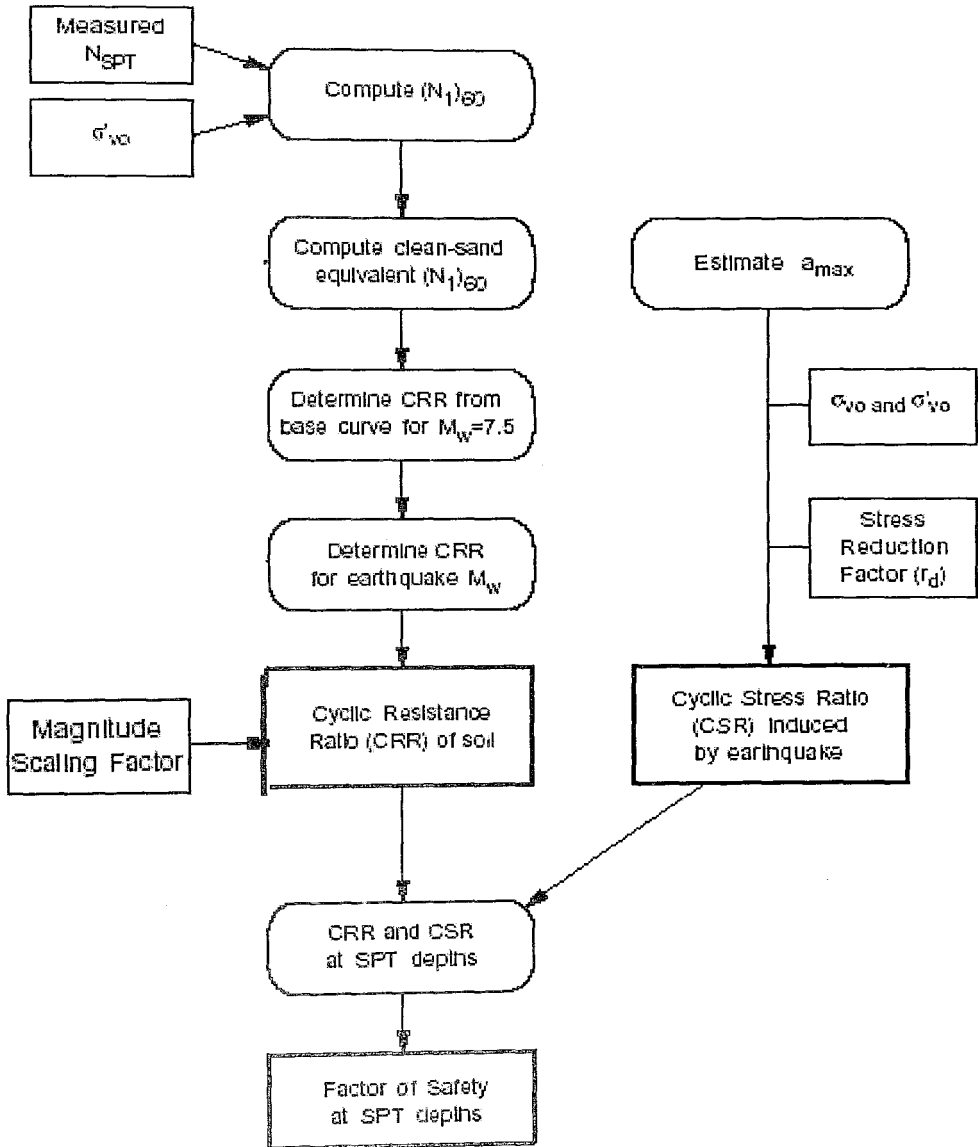 Measured
N_SPT
σ'vo
Compute (N1)60
Compute clean-sand
equivalent (N1)60
Estimate amax
Determine CRR from
base curve for Mw=7.5
σvo and σ'vo
Determine CRR
for earthquake Mw
Stress
Reduction
Factor (rd)
Magnitude
Scaling Factor
Cyclic Resistance
Ratio (CRR) of soil
Cyclic Stress Ratio
(CSR) induced
by earthquake
CRR and CSR
at SPT depths
Factor of Safety
at SPT depths